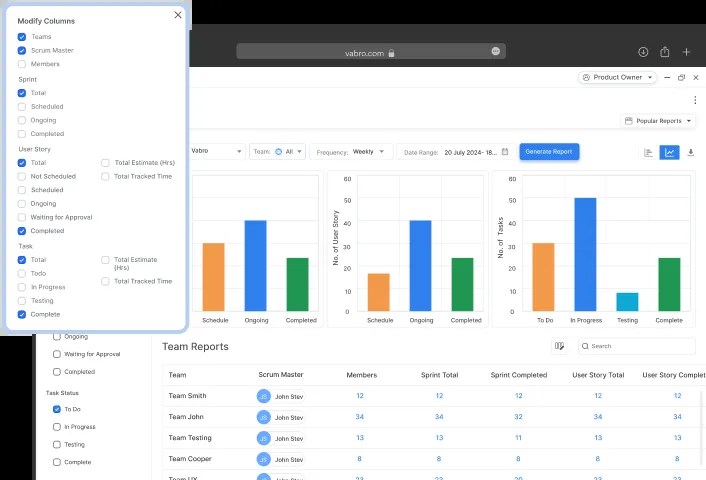 Modify Columns
Teams
Scrum Master
Members
Sprint
Total
Scheduled
Ongoing
Completed
User Story
Total
Total Estimate (Hrs)
Not Scheduled
Total Tracked Time
Scheduled
Ongoing
Waiting for Approval
Completed
Task
Total
Total Estimate
(Hrs)
Todo
In Progress
Total Tracked Time
Testing
Complete
vabro.com
Product Owner
Popular Reports
Vabro
Team: All
Frequency: Weekly
Date Range: 20 July 2024- 18...
Generate Report
Schedule Ongoing Completed
No. of User Story
60
50
40
30
20
10
0
Schedule Ongoing Completed
No. of Tasks
60
50
40
30
20
10
0
To Do In Progress Testing Complete
Ongoing
Waiting for Approval
Completed
Task Status
To Do
In Progress
Testing
Complete
Team Reports
Search
Team Scrum Master Members Sprint Total Sprint Completed User Story Total User Story Complet
Team Smith JS John Stev 12 12 12 12 12
Team John JS John Stev 34 34 32 34 34
Team Testing JS John Stev 13 13 11 13 13
Team Cooper JS John Stev 8 8 8 8 8
Team UX JS John Stev 23 23 20 23 23